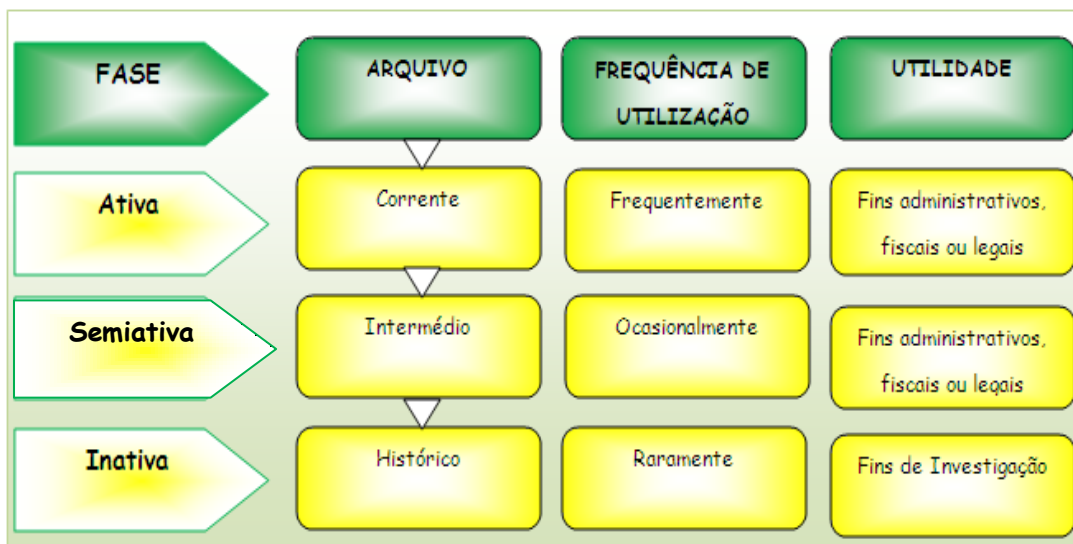 FASE
ARQUIVO
FREQUÊNCIA DE
UTILIZAÇÃO
UTILIDADE
Ativa
Corrente
Frequentemente
Fins administrativos,
fiscais ou legais
Semiativa
Intermédio
Ocasionalmente
Fins administrativos,
fiscais ou legais
Inativa
Histórico
Raramente
Fins de Investigação